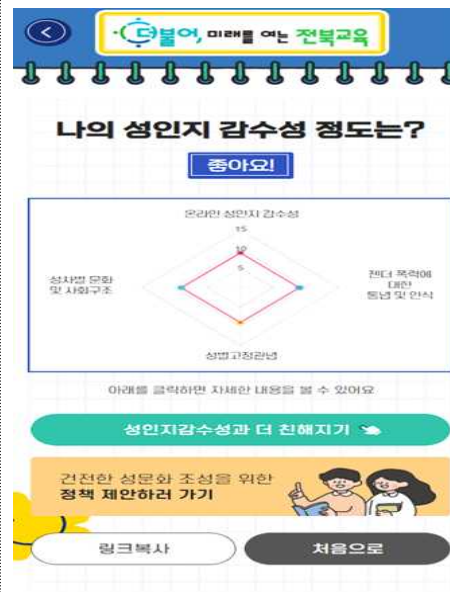 더불어, 미래를 여는 전북교육
나의 성인지 감수성 정도는?
좋아요!
온라인 성인지 감수성
15
10
5
성차별 문화
및 사회구조
젠더 폭력에
대한
통념 및 인식
성별고정관념
아래를 클릭하면 자세한 내용을 볼 수 있어요
성인지감수성과 더 친해지기
건전한 성문화 조성을 위한
정책 제안하러 가기
링크복사
처음으로